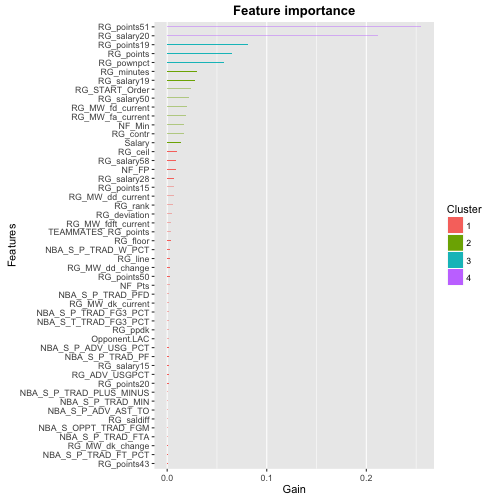 Feature importance
RG_points51
RG_salary20
RG_points19
RG_points
RG_pownpct
RG_minutes
RG_salary19
RG_START_Order
RG_salary50
RG_MW_fd_current
RG_MW_fa_current
NF_Min
RG_contr
Salary
RG_ceil
RG_salary58
NF_FP
RG_salary28
RG_points15
RG_MW_dd_current
RG_rank
RG_deviation
RG_MW_fdft_current
TEAMMATES_RG_points
RG_floor
NBA_S_P_TRAD_W_PCT
RG_line
RG_MW_dd_change
RG_points50
NF_Pts
NBA_S_P_TRAD_PFD
RG_MW_dk_current
NBA_S_P_TRAD_FG3_PCT
NBA_S_T_TRAD_FG3_PCT
RG_ppdk
Opponent.LAC
NBA_S_P_ADV_USG_PCT
NBA_S_P_TRAD_PF
RG_salary15
RG_ADV_USGPCT
RG_points20
NBA_S_P_TRAD_PLUS_MINUS
NBA_S_P_TRAD_MIN
NBA_S_P_ADV_AST_TO
RG_saldiff
NBA_S_OPPT_TRAD_FGM
NBA_S_P_TRAD_FTA
RG_MW_dk_change
NBA_S_P_TRAD_FT_PCT
RG_points43
Features
0.0
0.1
0.2
Gain
Cluster
1
2
3
4